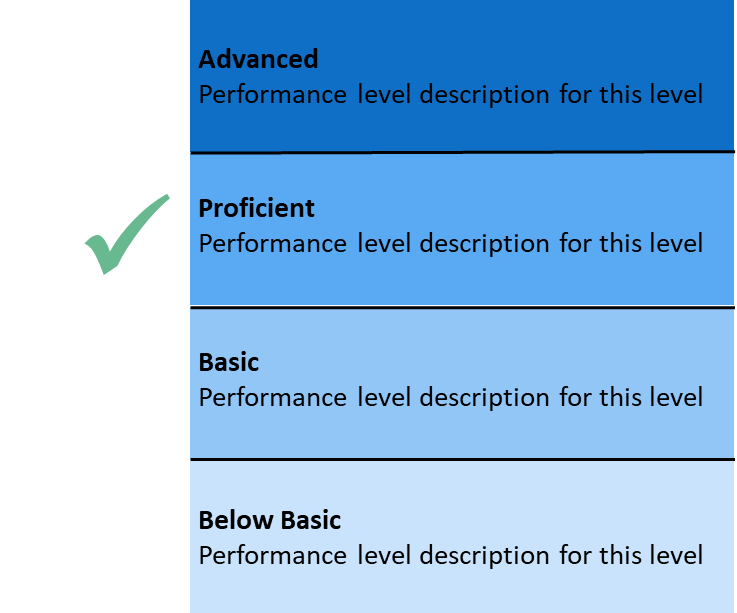 Advanced
Performance level description for this level
Proficient
Performance level description for this level
Basic
Performance level description for this level
Below Basic
Performance level description for this level